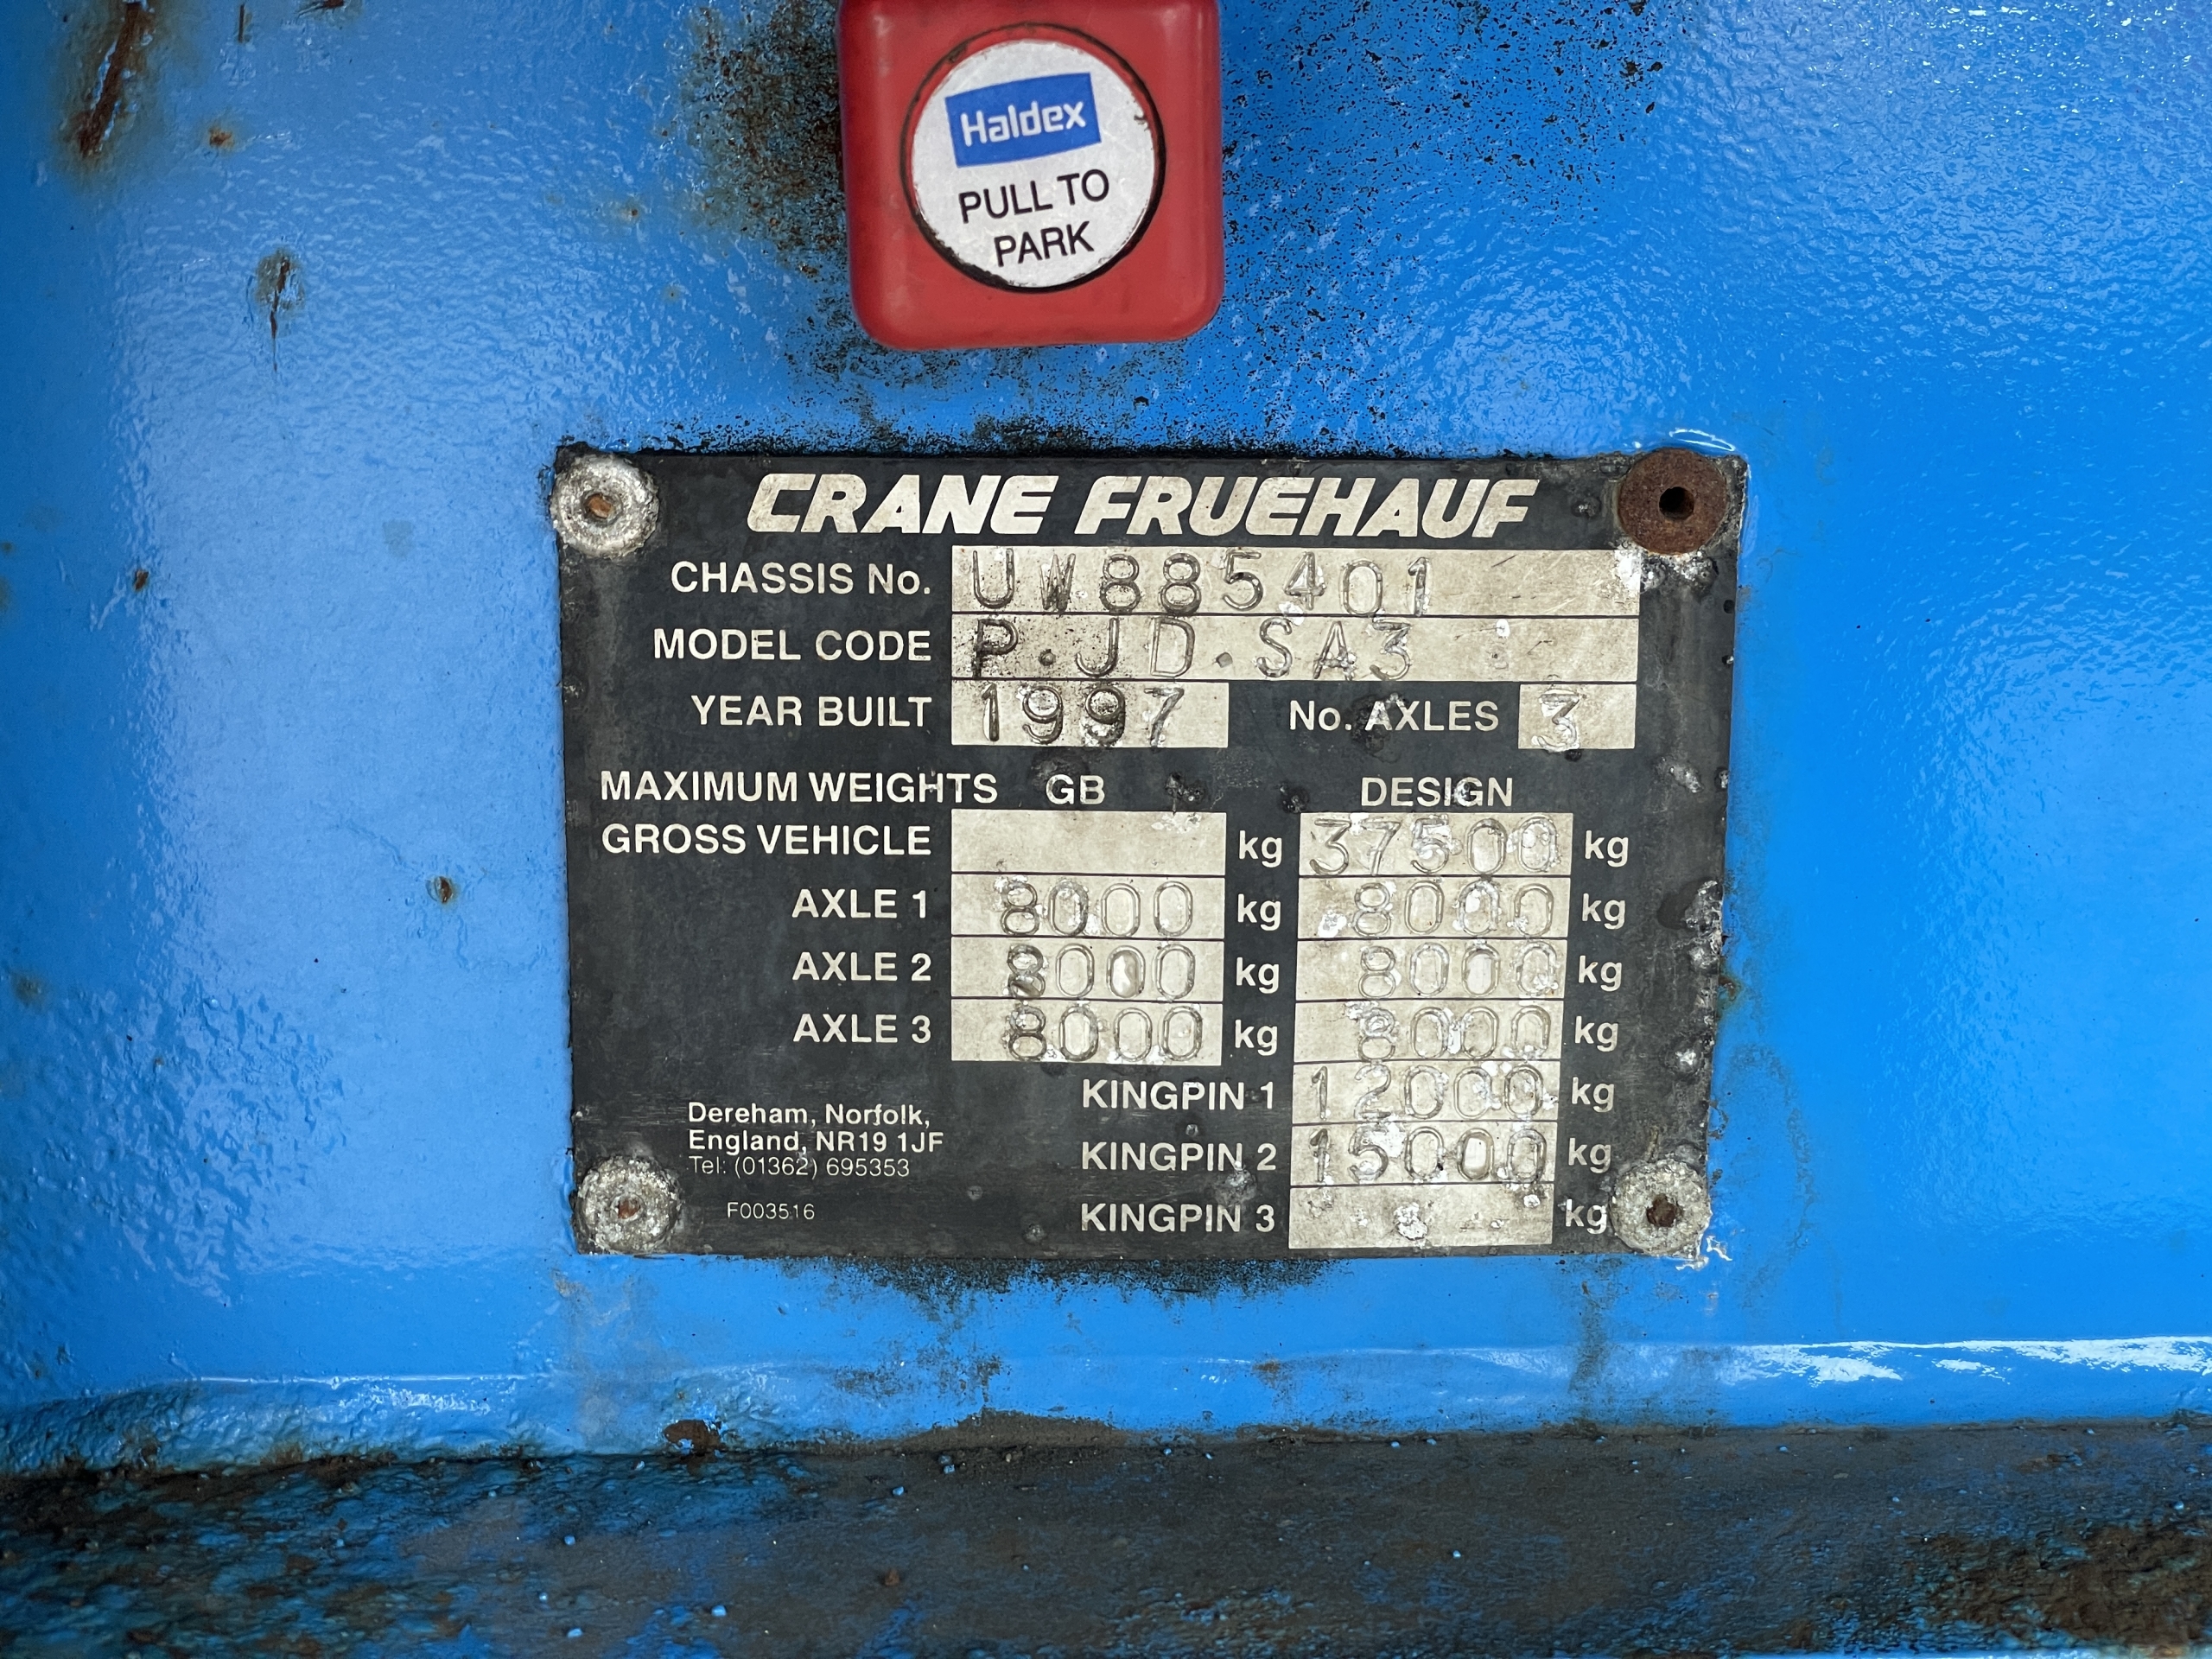 Haldex
PULL TO
PARK
CRANE FRUEHAUF
CHASSIS No. UW885401
MODEL CODE P.JD.SA3
YEAR BUILT 1997 No. AXLES 3
MAXIMUM WEIGHTS GB DESIGN
GROSS VEHICLE kg 37500 kg
AXLE 1 8000 kg 8000 kg
AXLE 2 8000 kg 8000 kg
AXLE 3 8000 kg 8000 kg
KINGPIN 1 12000 kg
KINGPIN 2 15000 kg
KINGPIN 3 kg
Dereham, Norfolk,
England, NR19 1JF
Tel: (01362) 695353
F003516